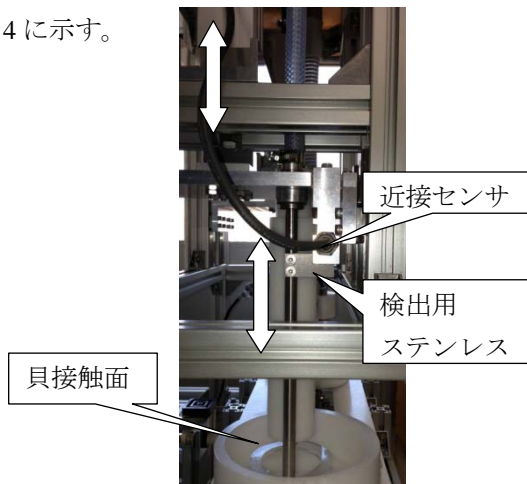 4 に示す。
近接センサ
検出用
ステンレス
貝接触面